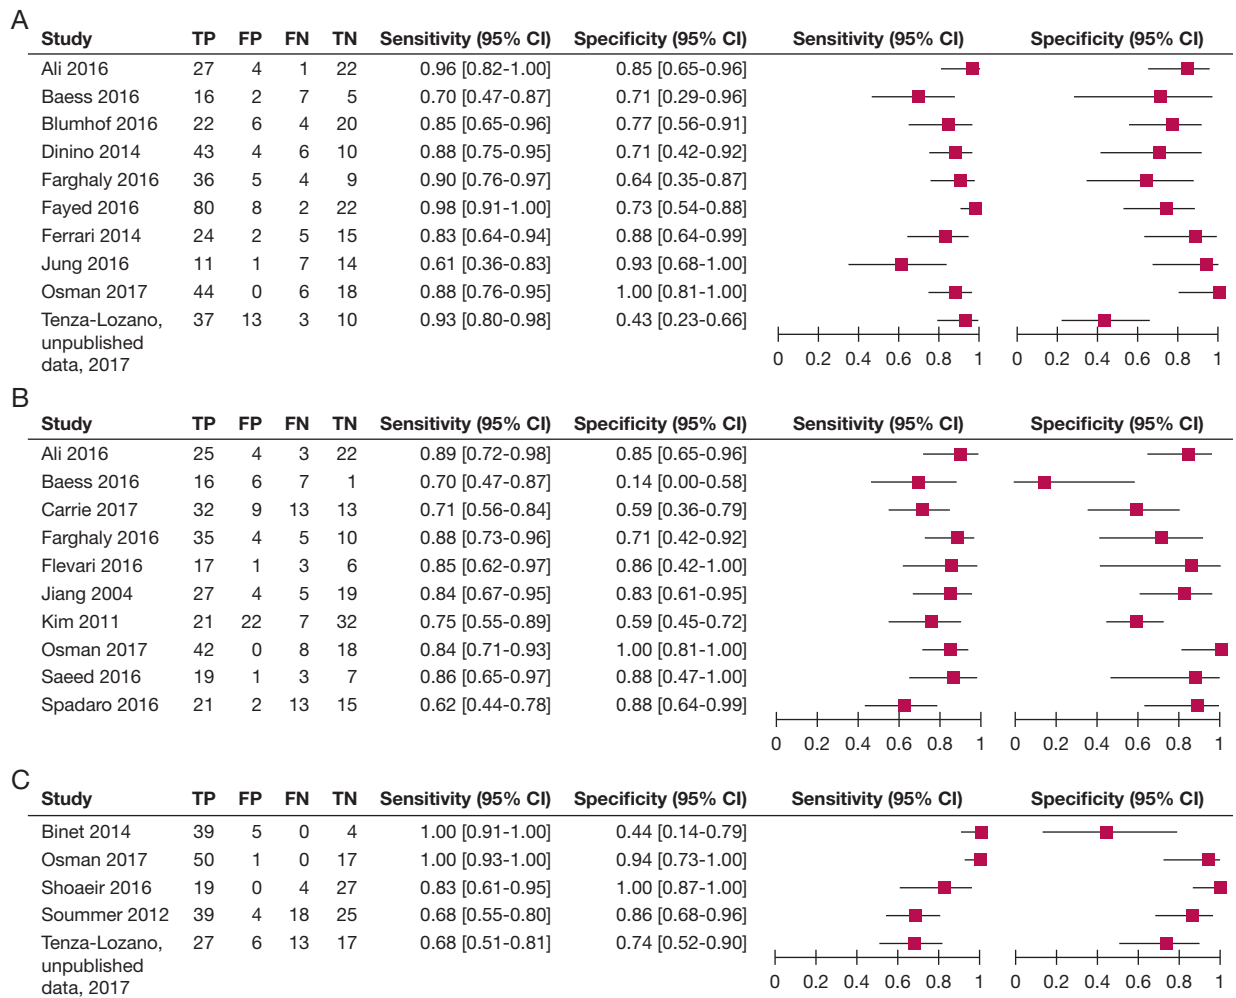 A
Study TP FP FN TN Sensitivity (95% CI) Specificity (95% CI) Sensitivity (95% CI) Specificity (95% CI)
Ali 2016 27 4 1 22 0.96 [0.82-1.00] 0.85 [0.65-0.96]
Baess 2016 16 2 7 5 0.70 [0.47-0.87] 0.71 [0.29-0.96]
Blumhof 2016 22 6 4 20 0.85 [0.65-0.96] 0.77 [0.56-0.91]
Dinino 2014 43 4 6 10 0.88 [0.75-0.95] 0.71 [0.42-0.92]
Farghaly 2016 36 5 4 9 0.90 [0.76-0.97] 0.64 [0.35-0.87]
Fayed 2016 80 8 2 22 0.98 [0.91-1.00] 0.73 [0.54-0.88]
Ferrari 2014 24 2 5 15 0.83 [0.64-0.94] 0.88 [0.64-0.99]
Jung 2016 11 1 7 14 0.61 [0.36-0.83] 0.93 [0.68-1.00]
Osman 2017 44 0 6 18 0.88 [0.76-0.95] 1.00 [0.81-1.00]
Tenza-Lozano, 37 13 3 10 0.93 [0.80-0.98] 0.43 [0.23-0.66]
unpublished
data, 2017
0 0.2 0.4 0.6 0.8 1 0 0.2 0.4 0.6 0.8 1
B
Study TP FP FN TN Sensitivity (95% CI) Specificity (95% CI) Sensitivity (95% CI) Specificity (95% CI)
Ali 2016 25 4 3 22 0.89 [0.72-0.98] 0.85 [0.65-0.96]
Baess 2016 16 6 7 1 0.70 [0.47-0.87] 0.14 [0.00-0.58]
Carrie 2017 32 9 13 13 0.71 [0.56-0.84] 0.59 [0.36-0.79]
Farghaly 2016 35 4 5 10 0.88 [0.73-0.96] 0.71 [0.42-0.92]
Flevari 2016 17 1 3 6 0.85 [0.62-0.97] 0.86 [0.42-1.00]
Jiang 2004 27 4 5 19 0.84 [0.67-0.95] 0.83 [0.61-0.95]
Kim 2011 21 22 7 32 0.75 [0.55-0.89] 0.59 [0.45-0.72]
Osman 2017 42 0 8 18 0.84 [0.71-0.93] 1.00 [0.81-1.00]
Saeed 2016 19 1 3 7 0.86 [0.65-0.97] 0.88 [0.47-1.00]
Spadaro 2016 21 2 13 15 0.62 [0.44-0.78] 0.88 [0.64-0.99]
0 0.2 0.4 0.6 0.8 1 0 0.2 0.4 0.6 0.8 1
C
Study TP FP FN TN Sensitivity (95% CI) Specificity (95% CI) Sensitivity (95% CI) Specificity (95% CI)
Binet 2014 39 5 0 4 1.00 [0.91-1.00] 0.44 [0.14-0.79]
Osman 2017 50 1 0 17 1.00 [0.93-1.00] 0.94 [0.73-1.00]
Shoaeir 2016 19 0 4 27 0.83 [0.61-0.95] 1.00 [0.87-1.00]
Soummer 2012 39 4 18 25 0.68 [0.55-0.80] 0.86 [0.68-0.96]
Tenza-Lozano, 27 6 13 17 0.68 [0.51-0.81] 0.74 [0.52-0.90]
unpublished
data, 2017
0 0.2 0.4 0.6 0.8 1 0 0.2 0.4 0.6 0.8 1